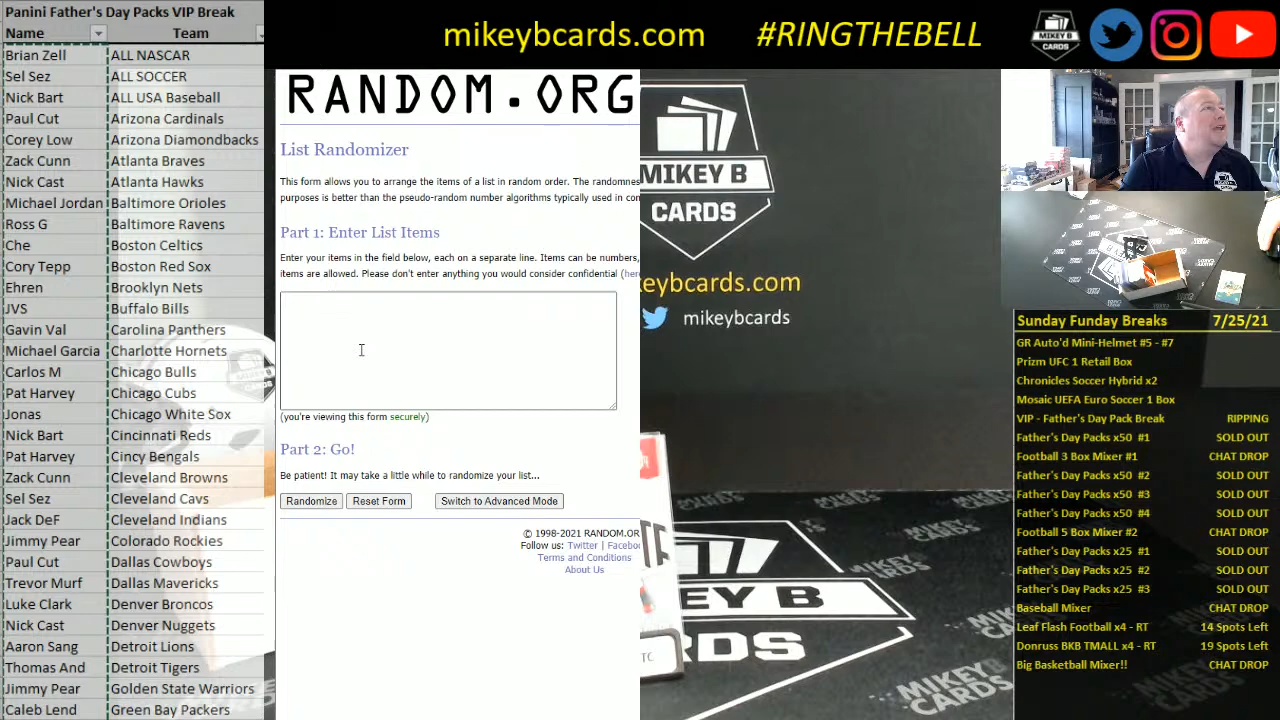 Panini Father's Day Packs VIP Break
Name Team
Brian Zell ALL NASCAR
Sel Sez ALL SOCCER
Nick Bart ALL USA Baseball
Paul Cut Arizona Cardinals
Corey Low Arizona Diamondbacks
Zack Cunn Atlanta Braves
Nick Cast Atlanta Hawks
Michael Jordan Baltimore Orioles
Ross G Baltimore Ravens
Che Boston Celtics
Cory Tepp Boston Red Sox
Ehren Brooklyn Nets
JVS Buffalo Bills
Gavin Val Carolina Panthers
Michael Garcia Charlotte Hornets
Carlos M Chicago Bulls
Pat Harvey Chicago Cubs
Jonas Chicago White Sox
Nick Bart Cincinnati Reds
Pat Harvey Cincy Bengals
Zack Cunn Cleveland Browns
Sel Sez Cleveland Cavs
Jack DeF Cleveland Indians
Jimmy Pear Colorado Rockies
Paul Cut Dallas Cowboys
Trevor Murf Dallas Mavericks
Luke Clark Denver Broncos
Nick Cast Denver Nuggets
Aaron Sang Detroit Lions
Thomas And Detroit Tigers
Jimmy Pear Golden State Warriors
Caleb Lend Green Bay Packers
mikeybcards.com #RINGTHEBELL
MIKEY B
CARDS
RANDOM.ORG
List Randomizer
This form allows you to arrange the items of a list in random order. The randomnes
purposes is better than the pseudo-random number algorithms typically used in con
Part 1: Enter List Items
Enter your items in the field below, each on a separate line. Items can be numbers,
items are allowed. Please don't enter anything you would consider confidential (here
(you're viewing this form securely)
Part 2: Go!
Be patient! It may take a little while to randomize your list...
Randomize Reset Form Switch to Advanced Mode
© 1998-2021 RANDOM.OR
Follow us: Twitter | Faceboo
Terms and Conditions
About Us
MIKEY B
CARDS
keybcards.com
mikeybcards
EY B
RDS
MIKEY B
CARDS
Sunday Funday Breaks 7/25/21
GR Auto'd Mini-Helmet #5 - #7
Prizm UFC 1 Retail Box
Chronicles Soccer Hybrid x2
Mosaic UEFA Euro Soccer 1 Box
VIP - Father's Day Pack Break RIPPING
Father's Day Packs x50 #1 SOLD OUT
Football 3 Box Mixer #1 CHAT DROP
Father's Day Packs x50 #2 SOLD OUT
Father's Day Packs x50 #3 SOLD OUT
Father's Day Packs x50 #4 SOLD OUT
Football 5 Box Mixer #2 CHAT DROP
Father's Day Packs x25 #1 SOLD OUT
Father's Day Packs x25 #2 SOLD OUT
Father's Day Packs x25 #3 SOLD OUT
Baseball Mixer CHAT DROP
Leaf Flash Football x4 - RT 14 Spots Left
Donruss BKB TMALL x4 - RT 19 Spots Left
Big Basketball Mixer!! CHAT DROP